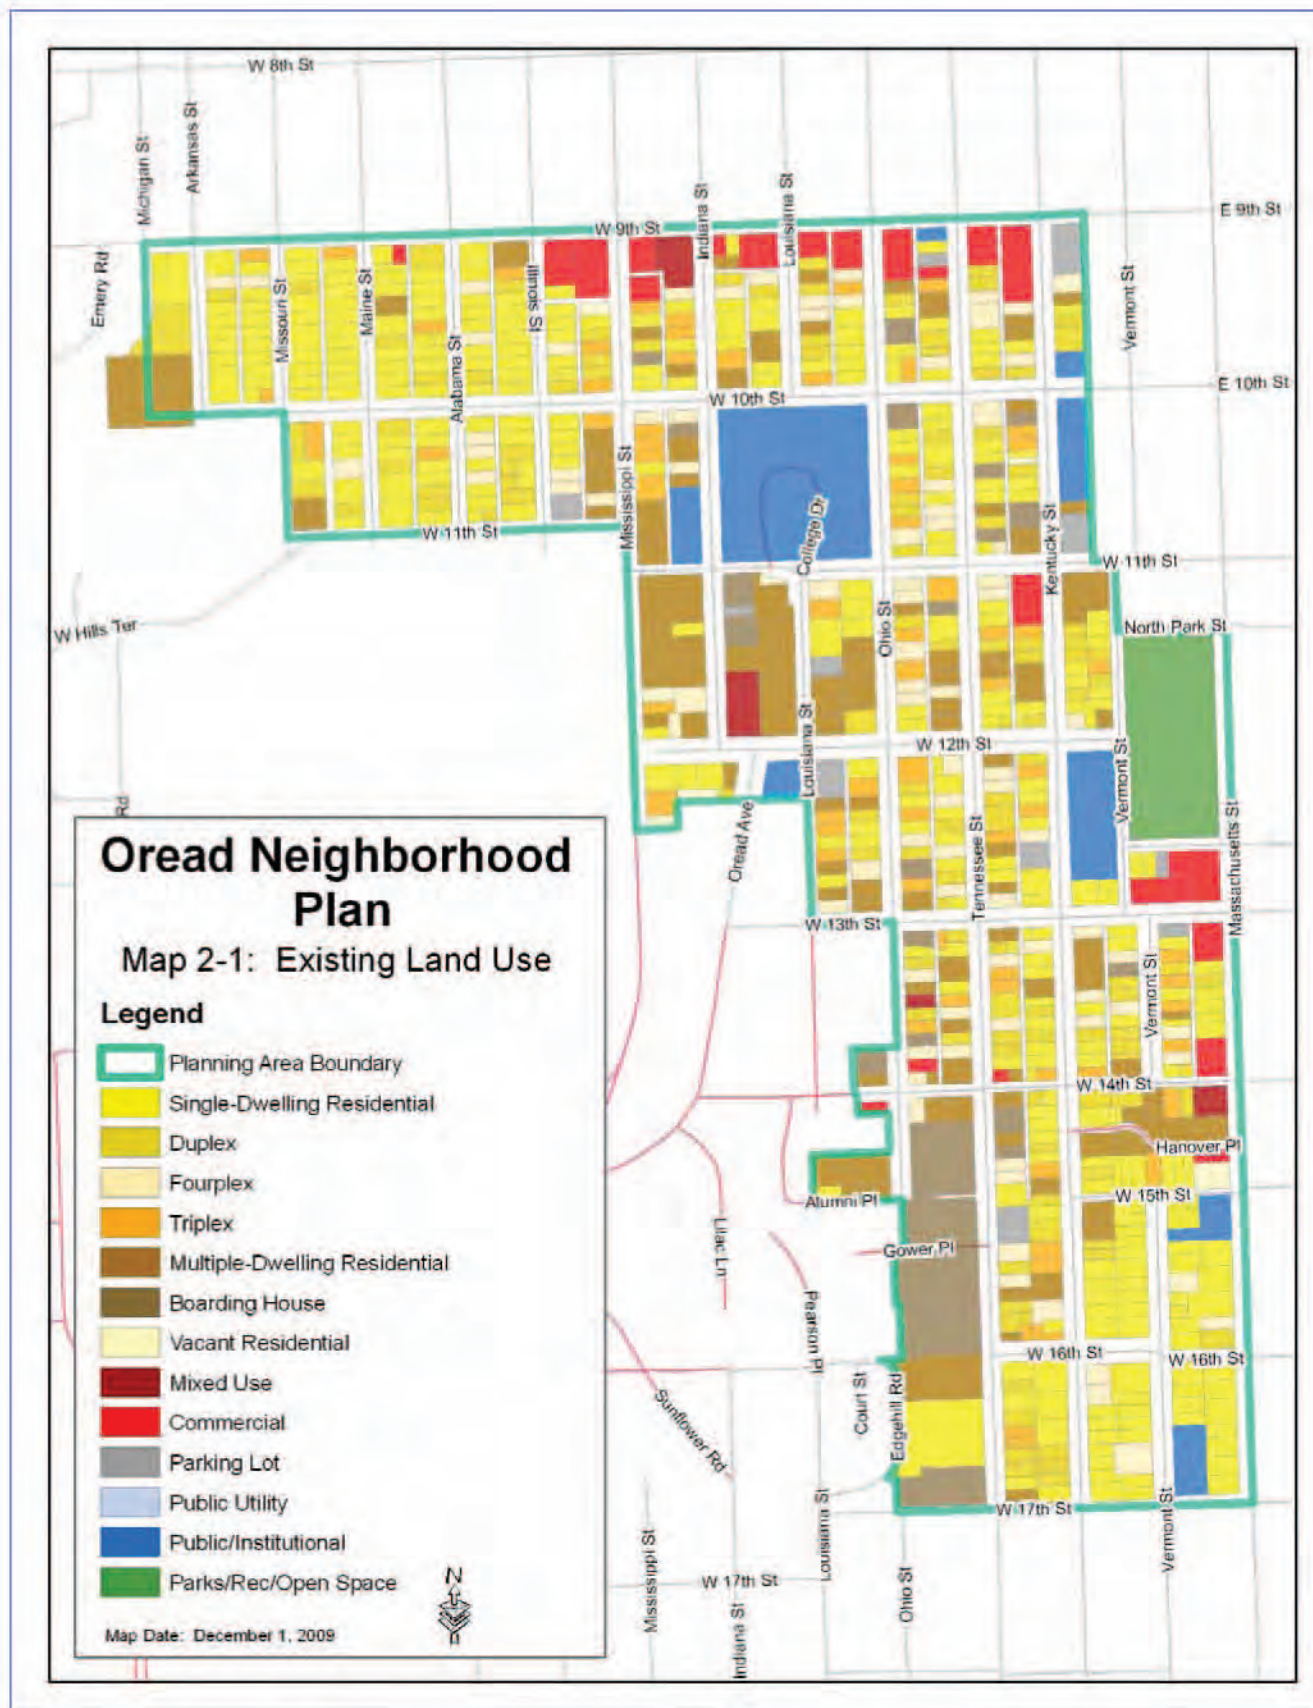 W 8th St
Michigan St
Arkansas St
Indiana St
Louisiana St
E 9th St
W 9th St
Emery Rd
Missouri St
Maine St
Alabama St
Illinois St
Vermont St
E 10th St
W 10th St
Mississippi St
College Dr
W 11th St
Kentucky St
W 11th St
W Hills Ter
Ohio St
North Park St
Louisiana St
W 12th St
Vermont St
Rd
Oread Ave
Tennessee St
Massachusetts St
W 13th St
Vermont St
W 14th St
Hanover Pl
Alumni Pl
W 15th St
Lilac Ln
Gower Pl
Pearson Pl
W 16th St
W 16th St
Sunflower Rd
Court St
Edgehill Rd
W 17th St
Louisiana St
Vermont St
Mississippi St
W 17th St
Indiana St
Ohio St
Oread Neighborhood
Plan
Map 2-1: Existing Land Use
Legend
Planning Area Boundary
Single-Dwelling Residential
Duplex
Fourplex
Triplex
Multiple-Dwelling Residential
Boarding House
Vacant Residential
Mixed Use
Commercial
Parking Lot
Public Utility
Public/Institutional
Parks/Rec/Open Space
N
Map Date: December 1, 2009